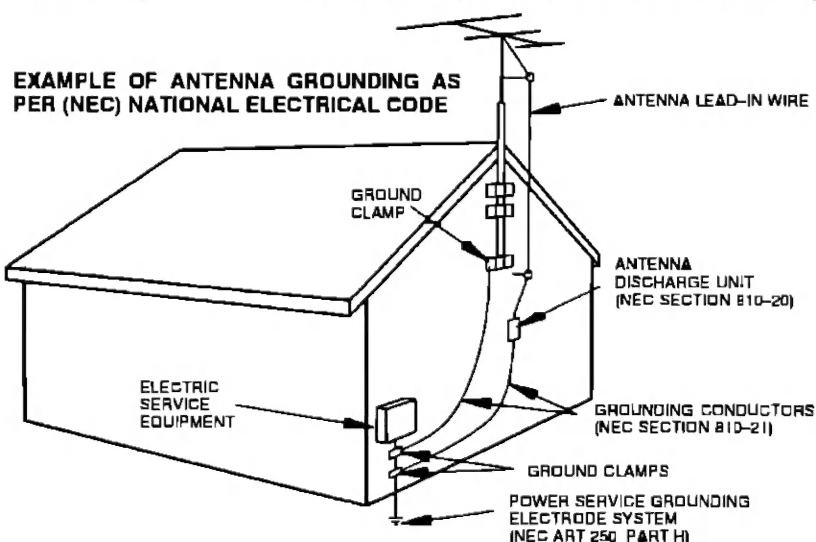 EXAMPLE OF ANTENNA GROUNDING AS
PER (NEC) NATIONAL ELECTRICAL CODE
ANTENNA LEAD-IN WIRE
GROUND
CLAMP
ANTENNA
DISCHARGE UNIT
(NEC SECTION 810-20)
ELECTRIC
SERVICE
EQUIPMENT
GROUNDING CONDUCTORS
(NEC SECTION 810-21)
GROUND CLAMPS
POWER SERVICE GROUNDING
ELECTRODE SYSTEM
(NEC ART 250, PART H)